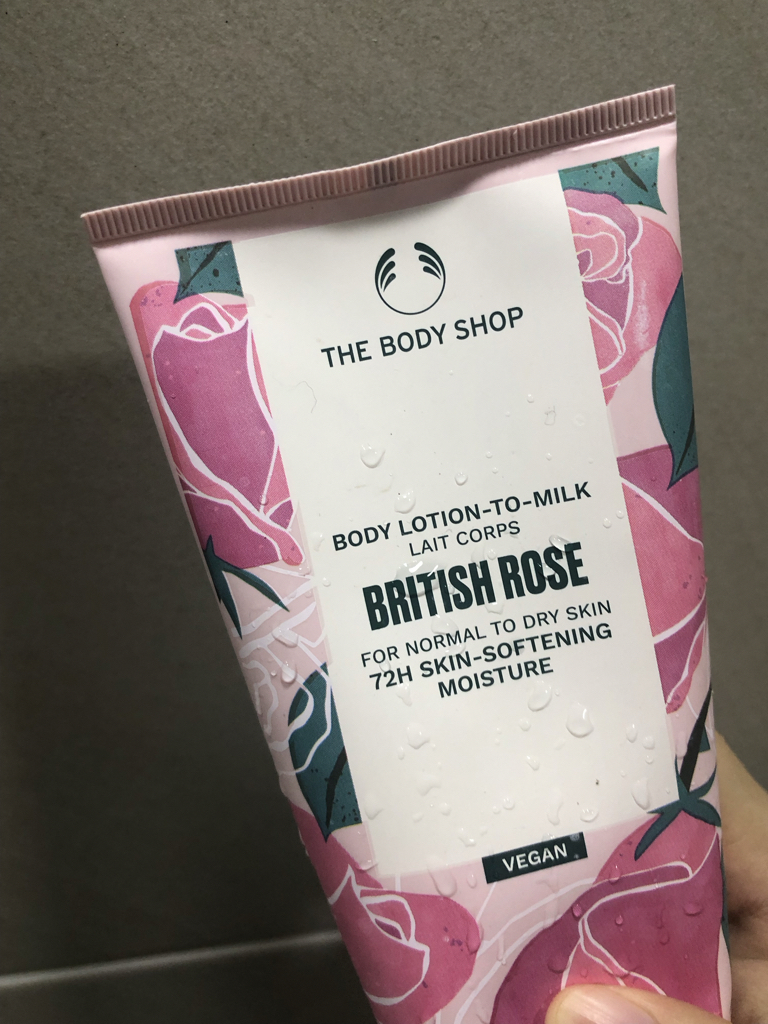 THE BODY SHOP
BODY LOTION-TO-MILK
LAIT CORPS
BRITISH ROSE
FOR NORMAL TO DRY SKIN
72H SKIN-SOFTENING
MOISTURE
VEGAN